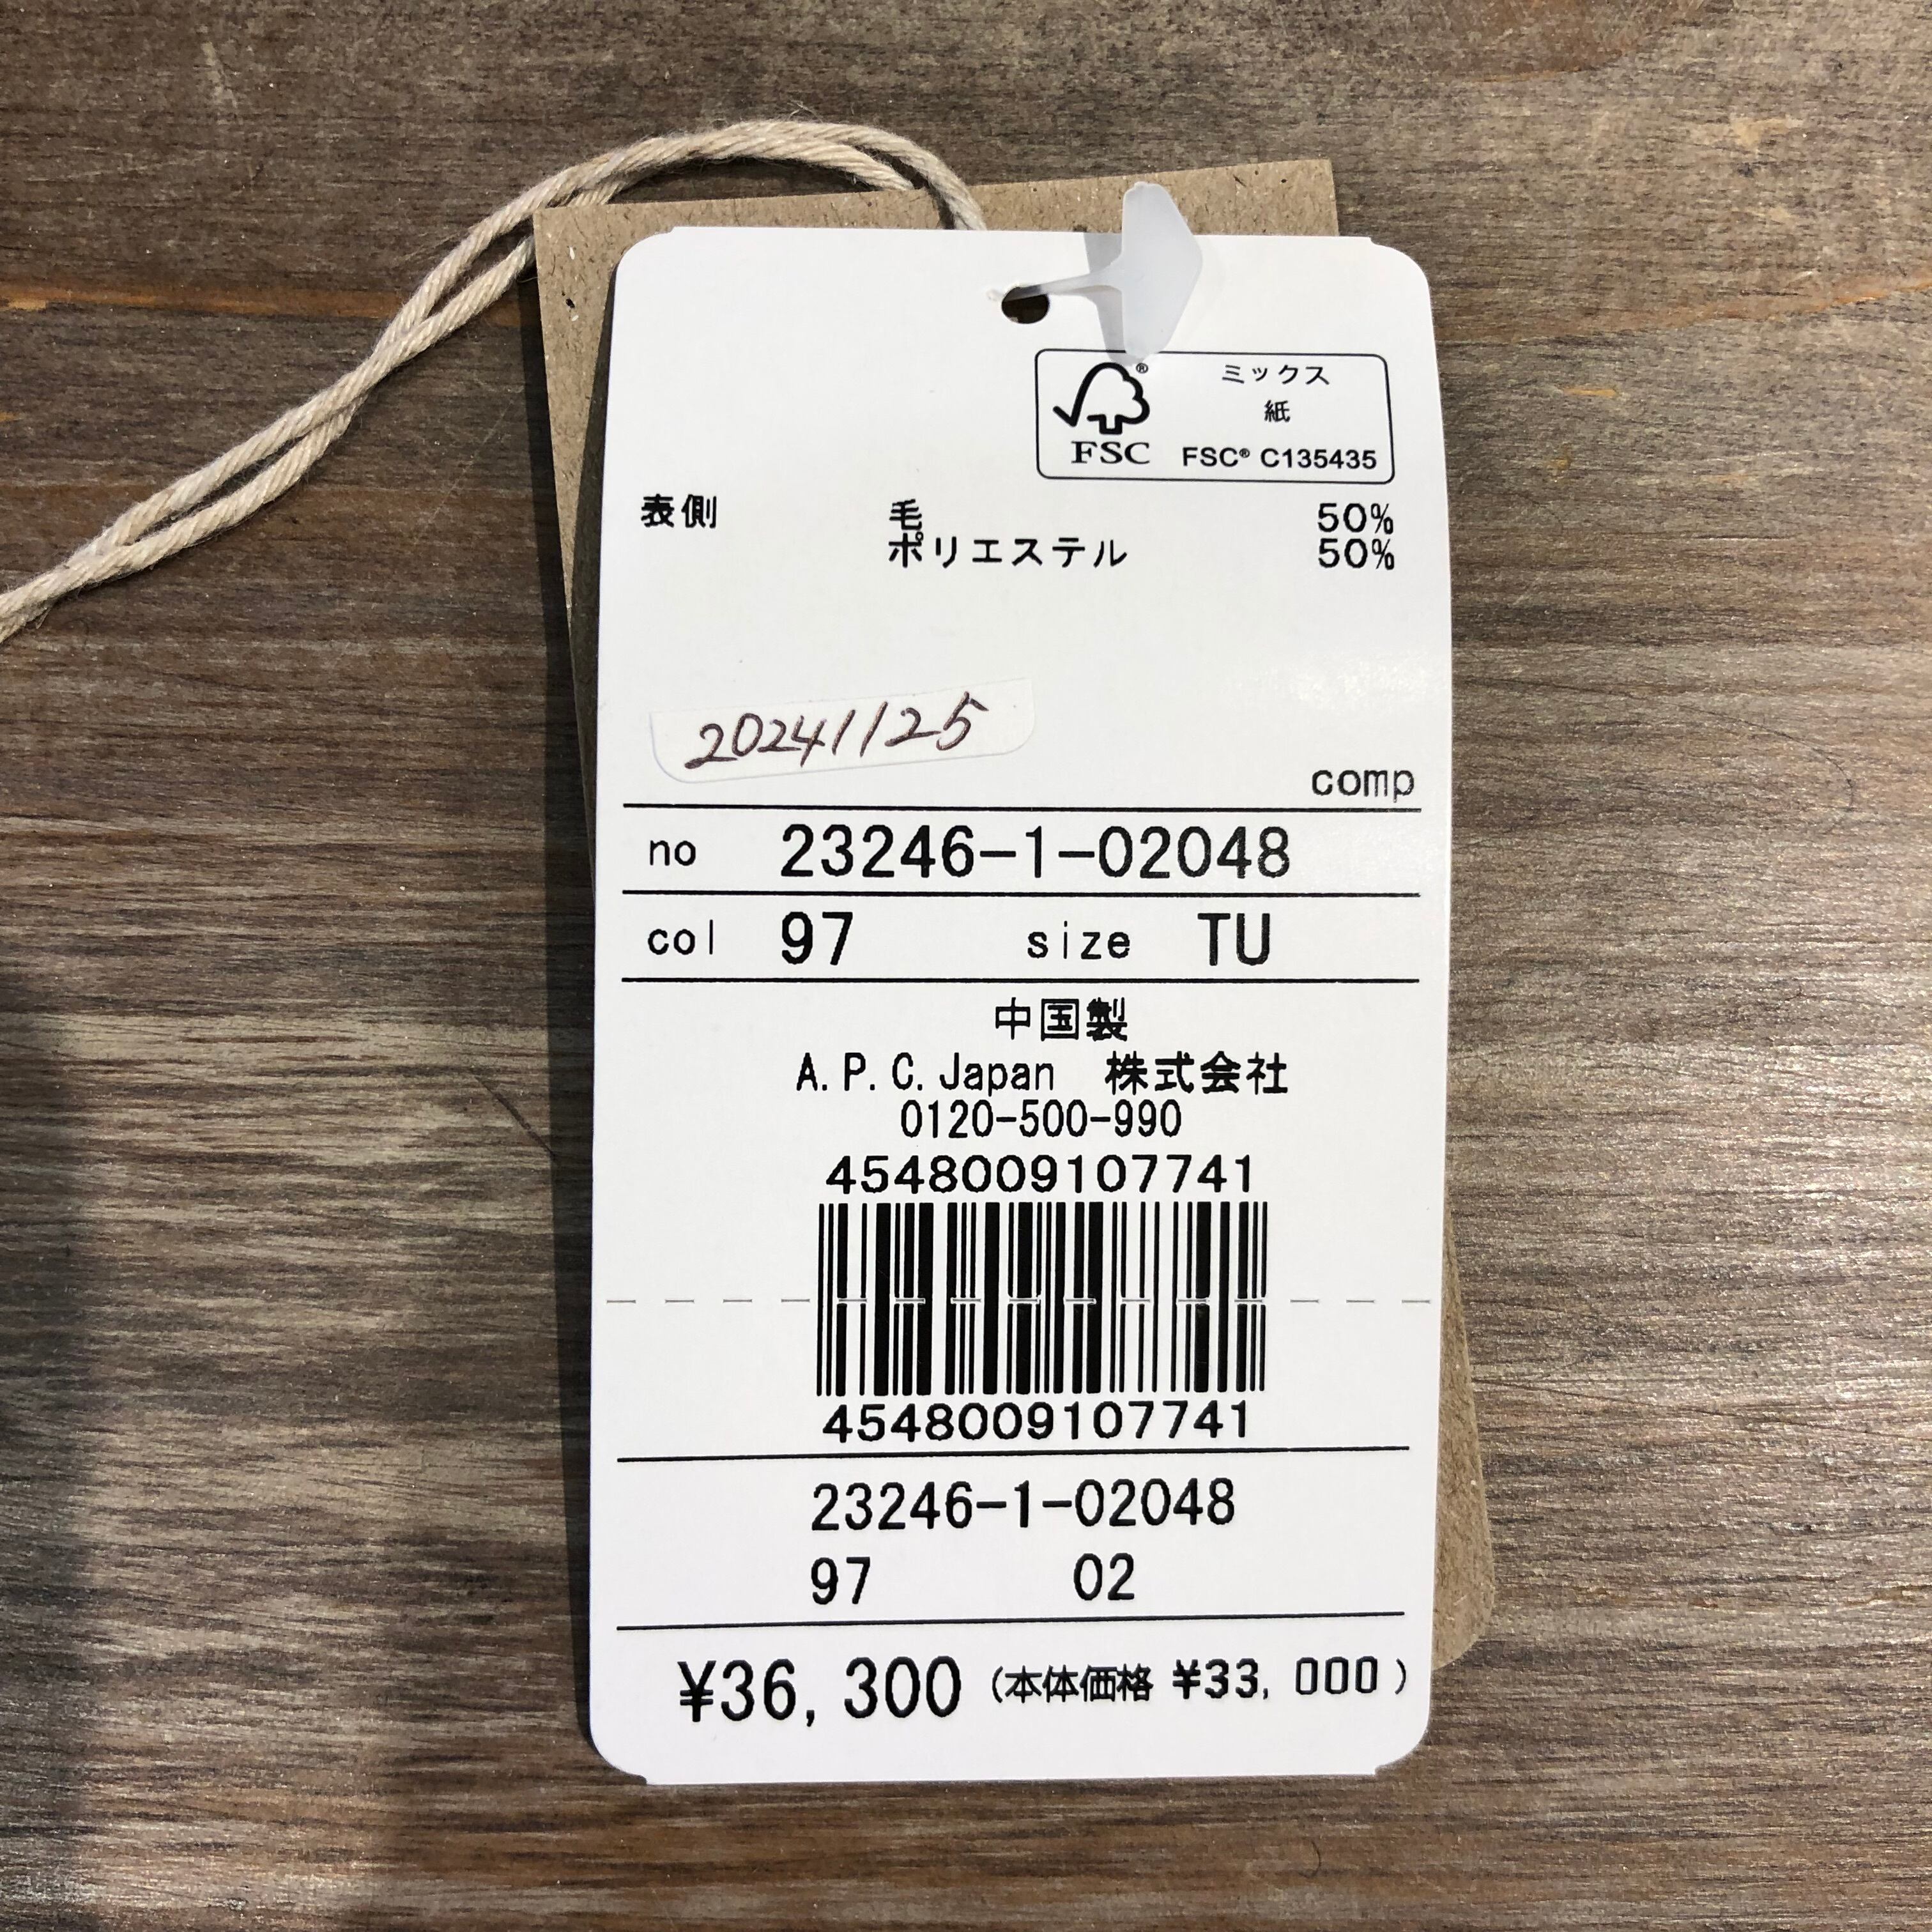 ミックス
紙
FSC® C135435
FSC
表側 毛 50%
ポリエステル 50%
20241125
comp
no 23246-1-02048
col 97 size TU
中国製
A.P.C.Japan 株式会社
0120-500-990
4548009107741
4548009107741
23246-1-02048
97 02
¥36,300 (本体価格 ¥33,000)